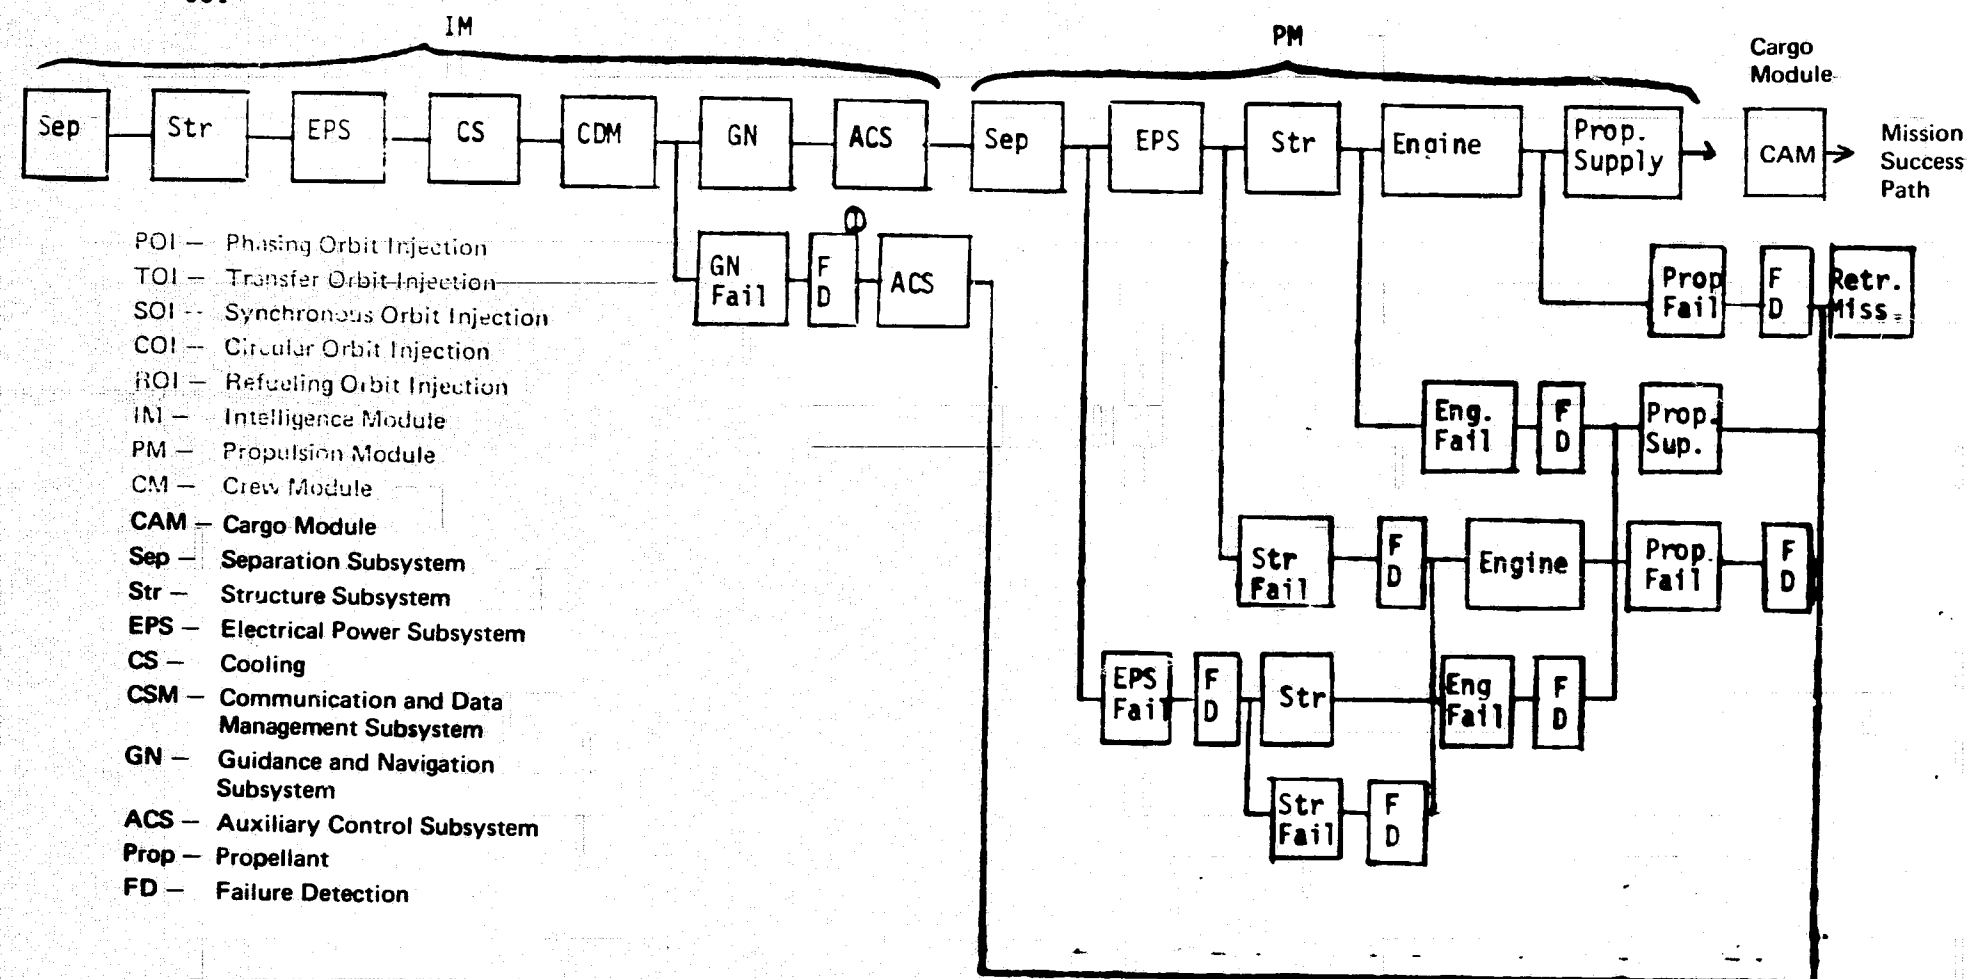 IM
PM
Cargo
Module
Sep
Str
EPS
CS
CDM
GN
ACS
Sep
EPS
Str
Engine
Prop.
Supply
CAM
Mission
Success
Path
1
GN
Fail
F
D
ACS
Prop
Fail
F
D
Retr.
Miss.
Eng.
Fail
F
D
Prop.
Sup.
Str
Fail
F
D
Engine
Prop.
Fail
F
D
EPS
Fail
F
D
Str
Eng
Fail
F
D
Str
Fail
F
D
POI — Phasing Orbit Injection
TOI — Transfer Orbit Injection
SOI -- Synchronous Orbit Injection
COI — Circular Orbit Injection
ROI — Refueling Orbit Injection
IM — Intelligence Module
PM — Propulsion Module
CM — Crew Module
CAM — Cargo Module
Sep — Separation Subsystem
Str — Structure Subsystem
EPS — Electrical Power Subsystem
CS — Cooling
CSM — Communication and Data
Management Subsystem
GN — Guidance and Navigation
Subsystem
ACS — Auxiliary Control Subsystem
Prop — Propellant
FD — Failure Detection